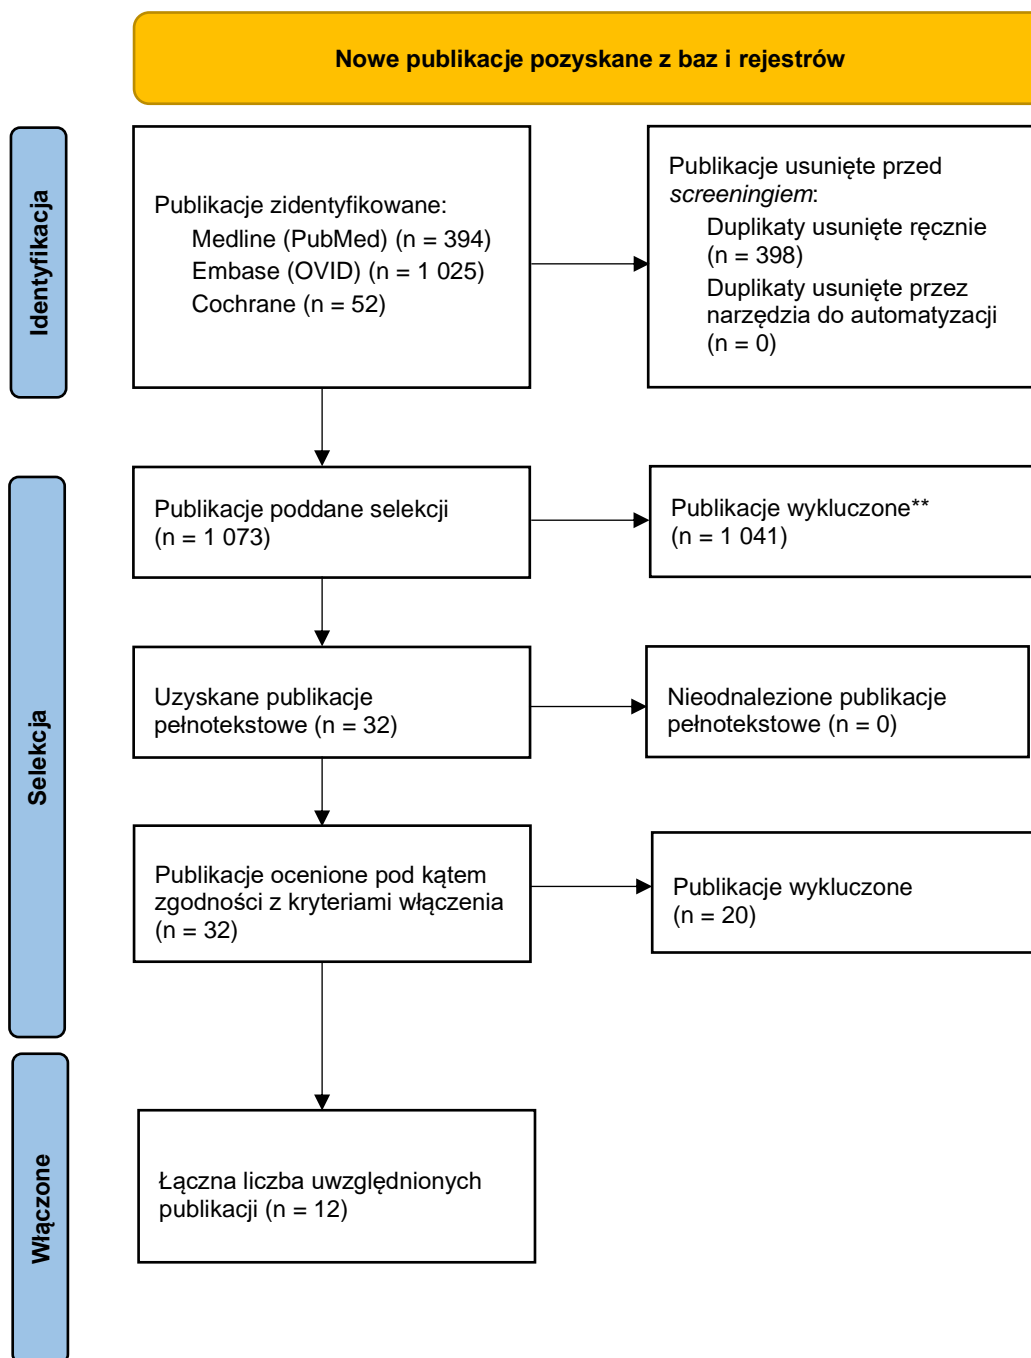 Nowe publikacje pozyskane z baz i rejestrów
Identyfikacja
Publikacje zidentyfikowane:
Medline (PubMed) (n = 394)
Embase (OVID) (n = 1 025)
Cochrane (n = 52)
Publikacje usunięte przed
screeningiem:
Duplikaty usunięte ręcznie
(n = 398)
Duplikaty usunięte przez
narzędzia do automatyzacji
(n = 0)
Selekcja
Publikacje poddane selekcji
(n = 1 073)
Publikacje wykluczone**
(n = 1 041)
Uzyskane publikacje
pełnotekstowe (n = 32)
Nieodnalezione publikacje
pełnotekstowe (n = 0)
Publikacje ocenione pod kątem
zgodności z kryteriami włączenia
(n = 32)
Publikacje wykluczone
(n = 20)
Włączone
Łączna liczba uwzględnionych
publikacji (n = 12)